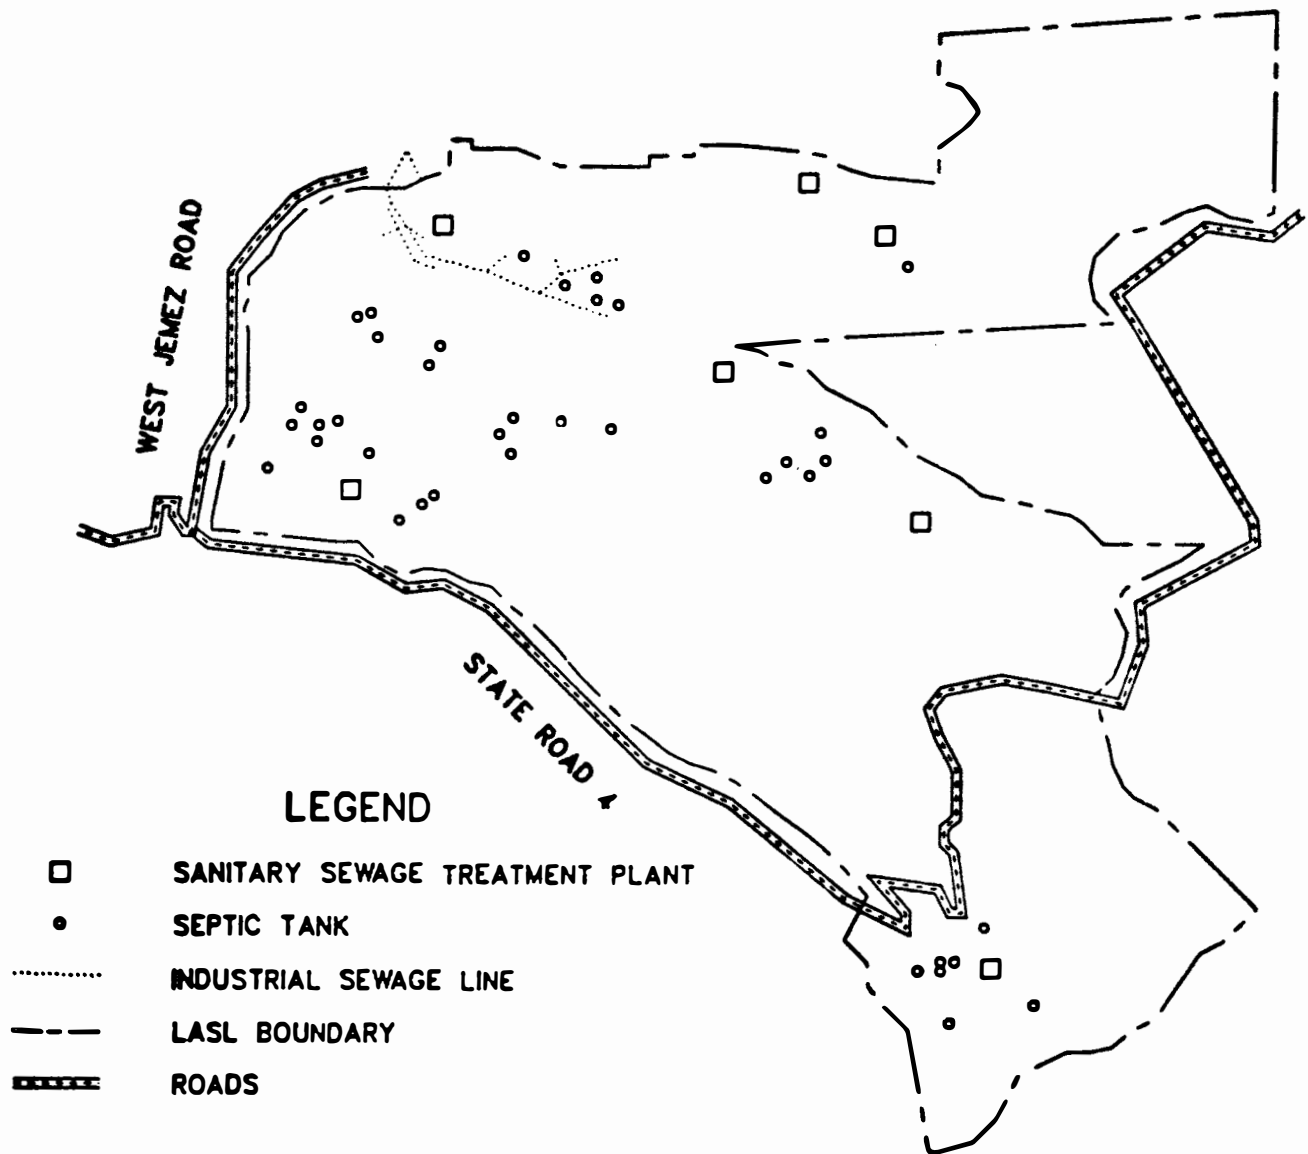 WEST JEMEZ ROAD
STATE ROAD 4
LEGEND
SANITARY SEWAGE TREATMENT PLANT
SEPTIC TANK
INDUSTRIAL SEWAGE LINE
LASL BOUNDARY
ROADS